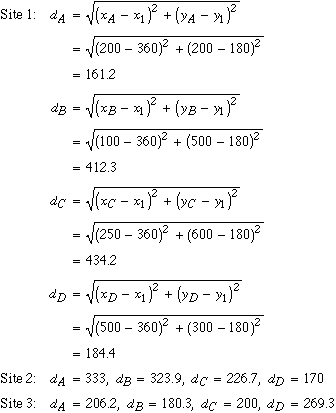 Site 1: d_A = √((x_A − x_1)² + (y_A − y_1)²)
= √((200 − 360)² + (200 − 180)²)
= 161.2
d_B = √((x_B − x_1)² + (y_B − y_1)²)
= √((100 − 360)² + (500 − 180)²)
= 412.3
d_C = √((x_C − x_1)² + (y_C − y_1)²)
= √((250 − 360)² + (600 − 180)²)
= 434.2
d_D = √((x_D − x_1)² + (y_D − y_1)²)
= √((500 − 360)² + (300 − 180)²)
= 184.4
Site 2: d_A = 333, d_B = 323.9, d_C = 226.7, d_D = 170
Site 3: d_A = 206.2, d_B = 180.3, d_C = 200, d_D = 269.3